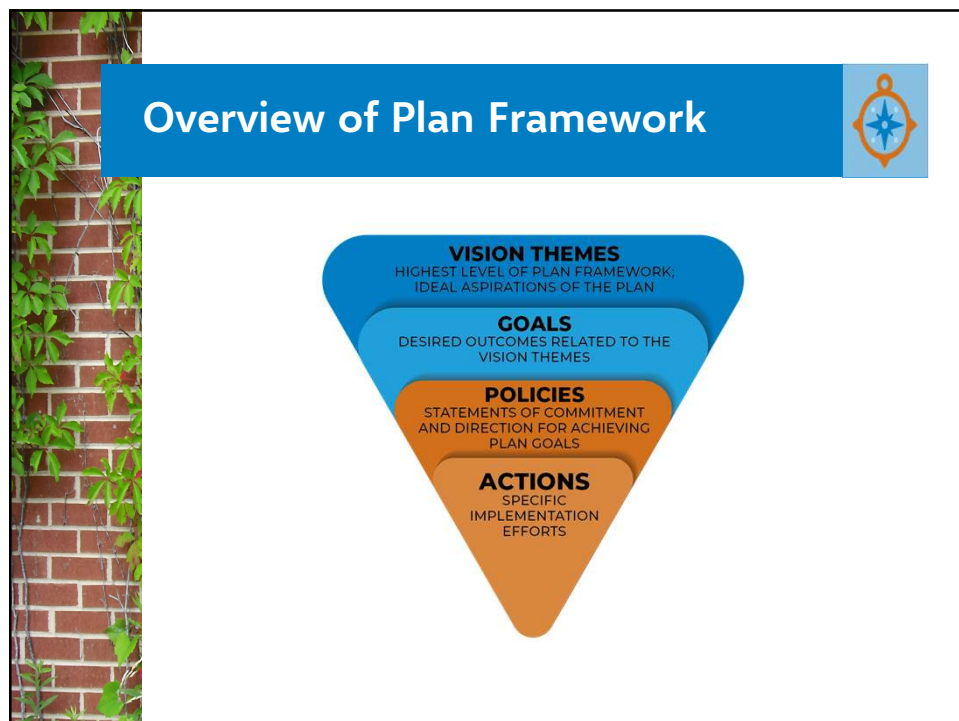 Overview of Plan Framework
VISION THEMES
HIGHEST LEVEL OF PLAN FRAMEWORK;
IDEAL ASPIRATIONS OF THE PLAN
GOALS
DESIRED OUTCOMES RELATED TO THE
VISION THEMES
POLICIES
STATEMENTS OF COMMITMENT
AND DIRECTION FOR ACHIEVING
PLAN GOALS
ACTIONS
SPECIFIC
IMPLEMENTATION
EFFORTS